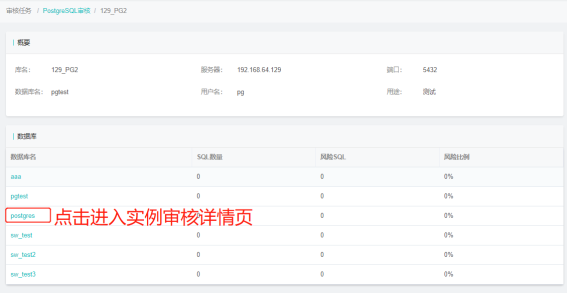 审核任务 / PostgreSQL审核 / 129_PG2
概要
库名: 129_PG2 服务器: 192.168.64.129 端口: 5432
数据库名: pgtest 用户名: pg 用途: 测试
数据库
数据库名 SQL数量 风险SQL 风险比例
aaa 0 0 0%
pgtest 0 0 0%
postgres 点击进入实例审核详情页 0 0 0%
sw_test 0 0 0%
sw_test2 0 0 0%
sw_test3 0 0 0%